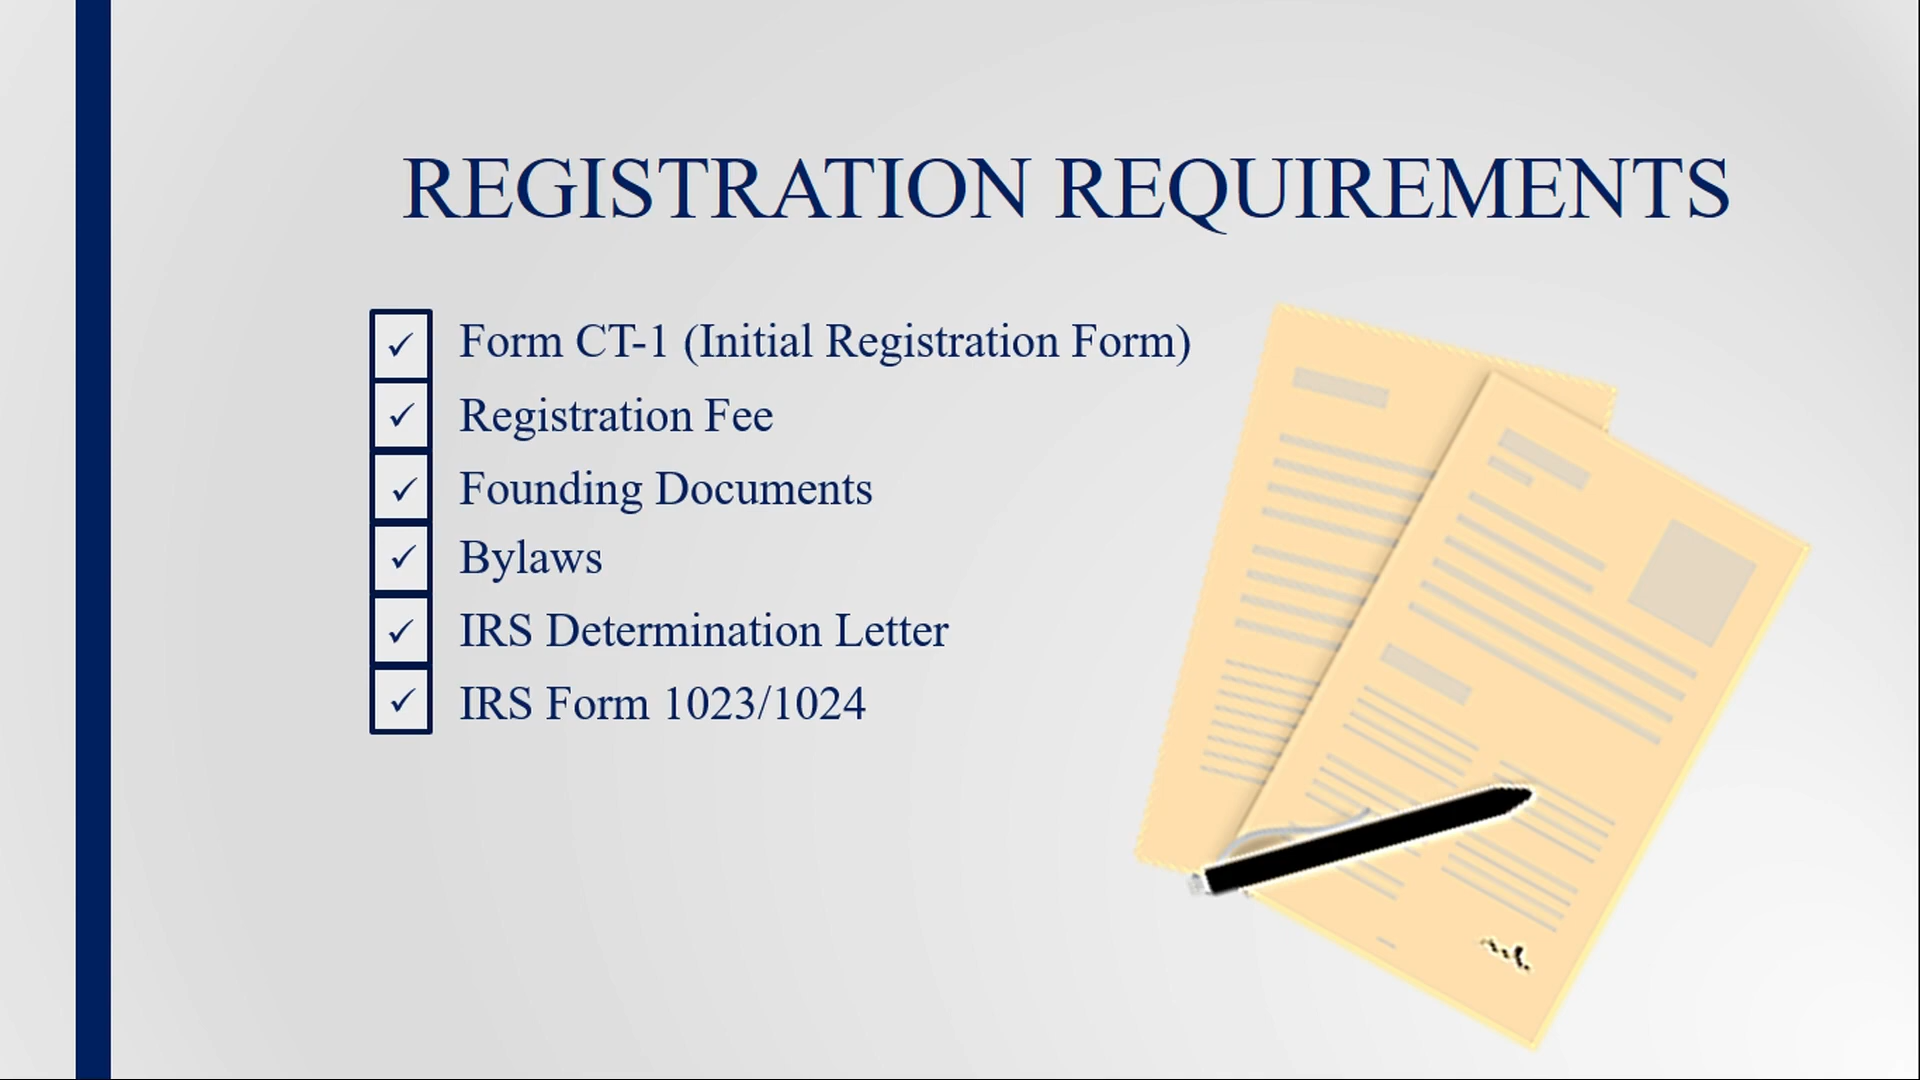 REGISTRATION REQUIREMENTS
Form CT-1 (Initial Registration Form)
Registration Fee
Founding Documents
Bylaws
IRS Determination Letter
IRS Form 1023/1024